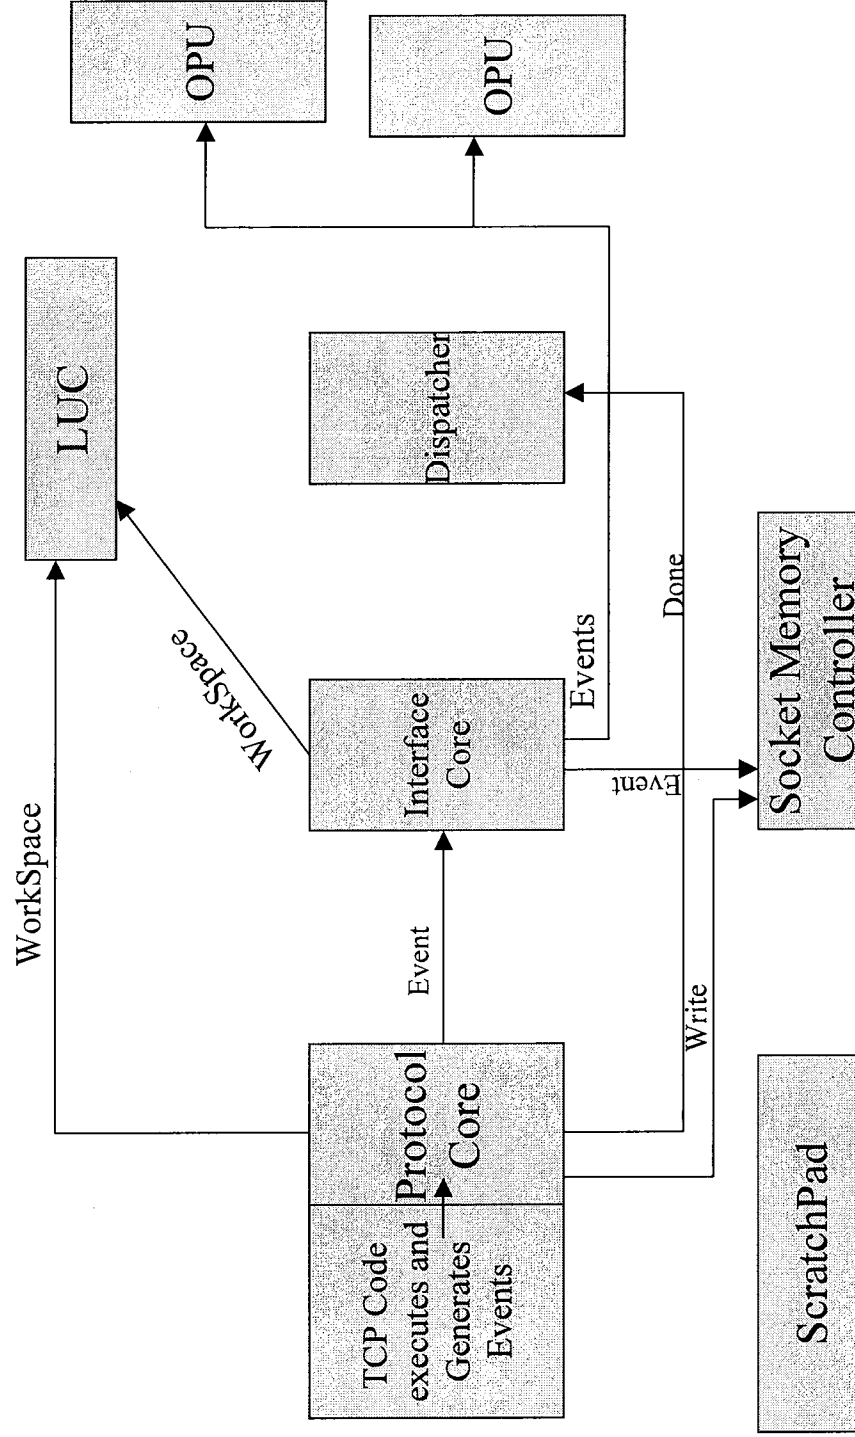 WorkSpace
LUC
OPU
OPU
WorkSpace
TCP Code
executes and
Generates
Events
Protocol
Core
Event
Interface
Core
Dispatcher
Events
Event
Done
Write
ScratchPad
Socket Memory
Controller